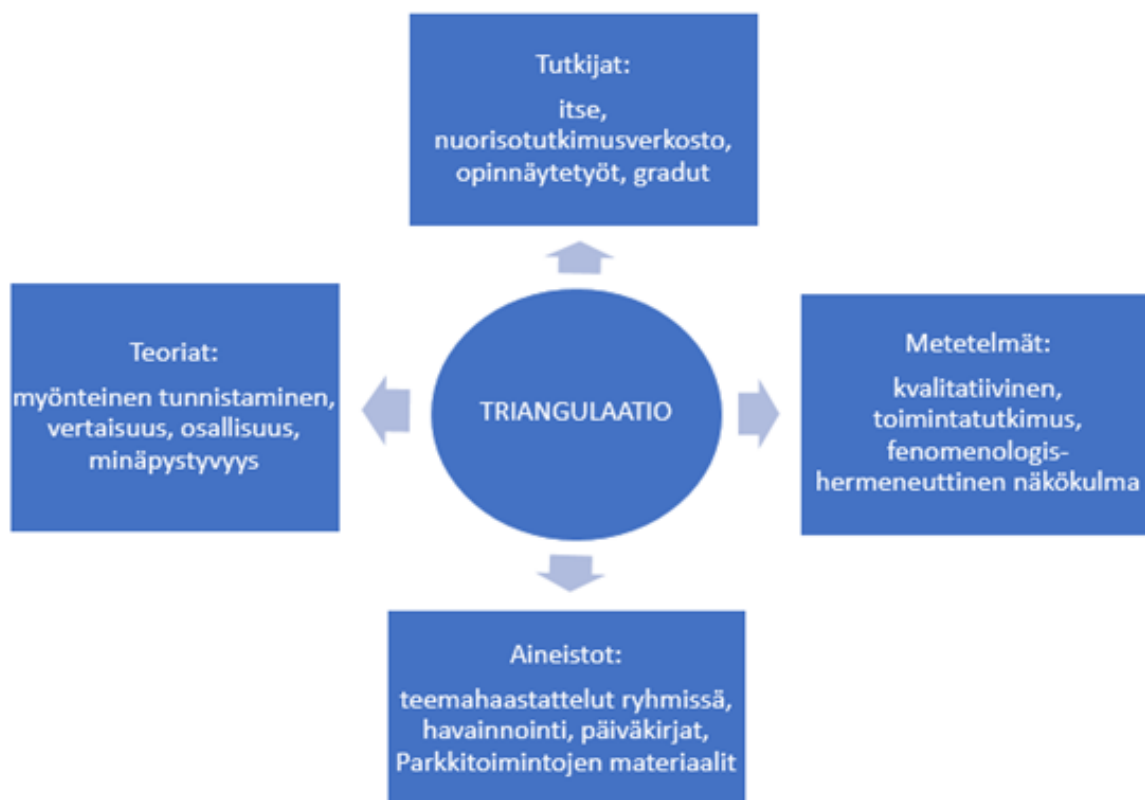 Tutkijat:
itse,
nuorisotutkimusverkosto,
opinnäytetyöt, gradut
Teoriat:
myönteinen tunnistaminen,
vertaisuus, osallisuus,
minäpystyvyys
TRIANGULAATIO
Metetelmät:
kvalitatiivinen,
toimintatutkimus,
fenomenologis-
hermeneuttinen näkökulma
Aineistot:
teemahaastattelut ryhmissä,
havainnointi, päiväkirjat,
Parkkitoimintojen materiaalit